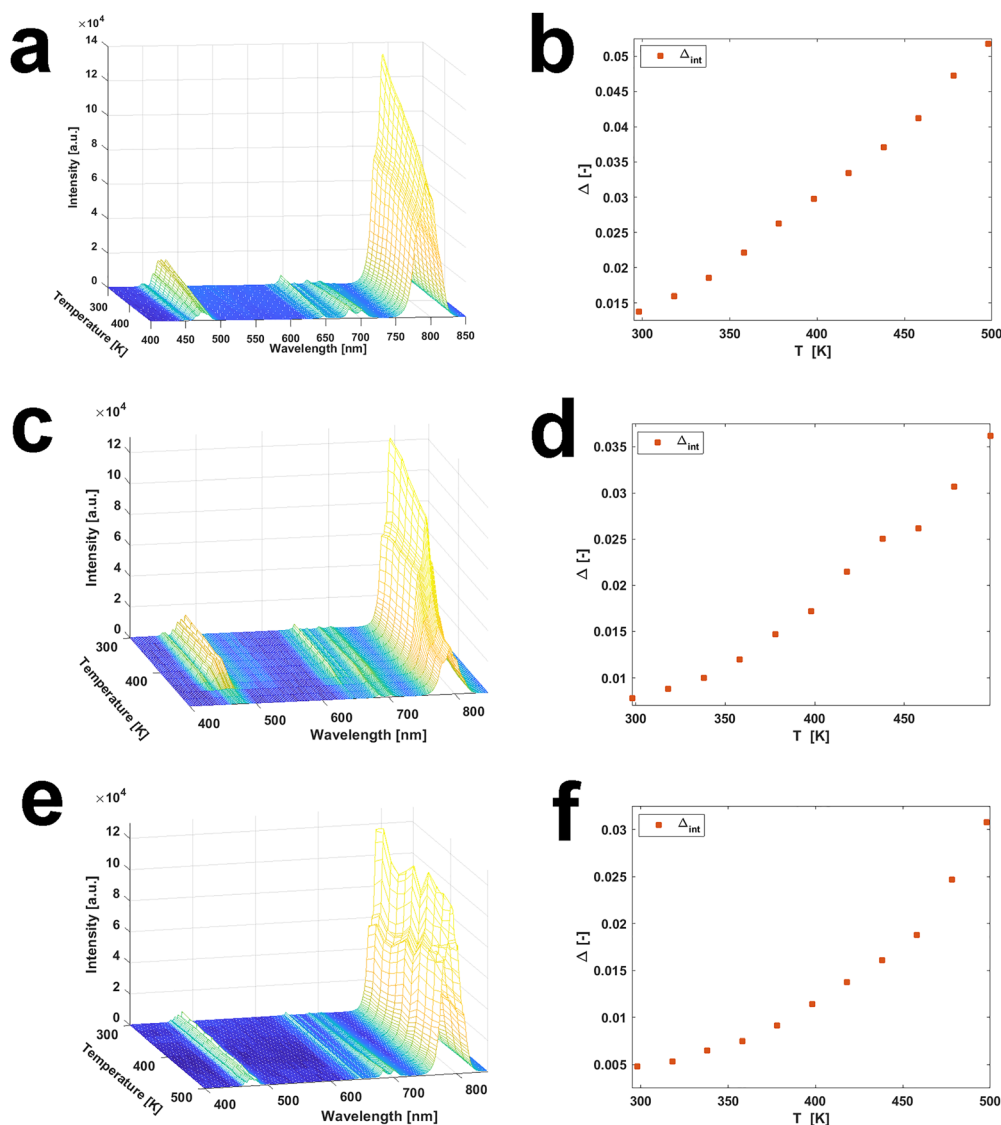 a
×10⁴
14
12
10
8
6
4
2
0
Intensity [a.u.]
300
400
Temperature [K]
400 450 500 550 600 650 700 750 800 850
Wavelength [nm]
b
Δint
0.05
0.045
0.04
0.035
0.03
0.025
0.02
0.015
Δ [-]
300 350 400 450 500
T [K]
c
×10⁴
12
10
8
6
4
2
0
Intensity [a.u.]
300
400
Temperature [K]
400 500 600 700 800
Wavelength [nm]
d
Δint
0.035
0.03
0.025
0.02
0.015
0.01
Δ [-]
300 350 400 450
T [K]
e
×10⁴
12
10
8
6
4
2
0
Intensity [a.u.]
300
400
500
Temperature [K]
400 500 600 700 800
Wavelength [nm]
f
Δint
0.03
0.025
0.02
0.015
0.01
0.005
Δ [-]
300 350 400 450 500
T [K]